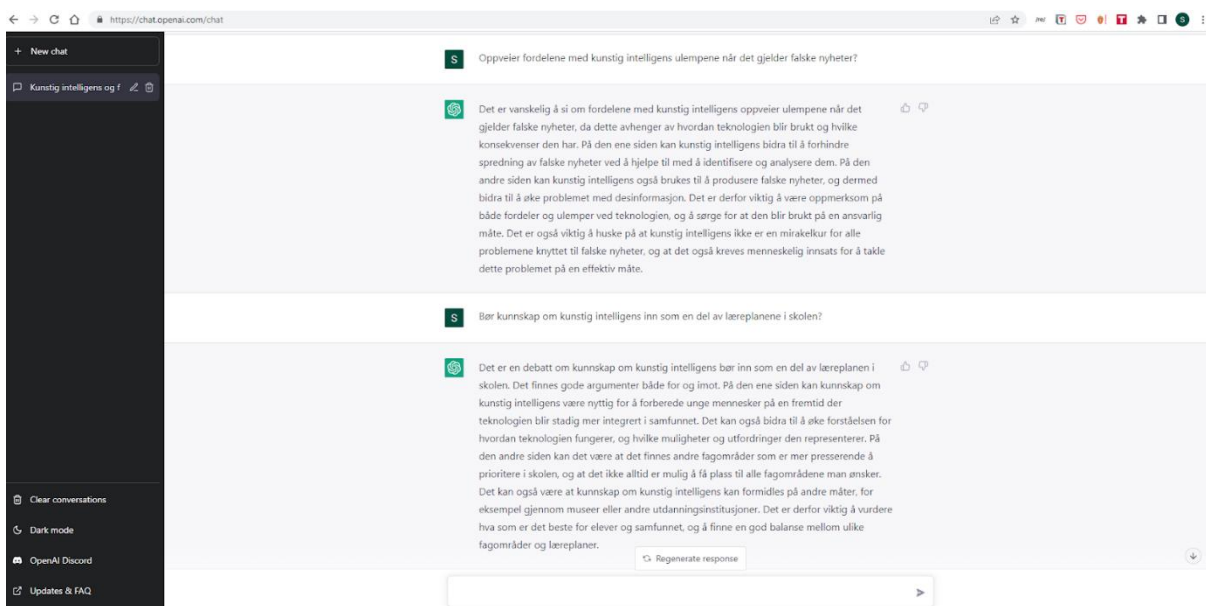 https://chat.openai.com/chat
S
+ New chat
Kunstig intelligens og f
S
Oppveier fordelene med kunstig intelligens ulempene når det gjelder falske nyheter?
Det er vanskelig å si om fordelene med kunstig intelligens oppveier ulempene når det
gjelder falske nyheter, da dette avhenger av hvordan teknologien blir brukt og hvilke
konsekvenser den har. På den ene siden kan kunstig intelligens bidra til å forhindre
spredning av falske nyheter ved å hjelpe til med å identifisere og analysere dem. På den
andre siden kan kunstig intelligens også brukes til å produsere falske nyheter, og dermed
bidra til å øke problemet med desinformasjon. Det er derfor viktig å være oppmerksom på
både fordeler og ulemper ved teknologien, og å sørge for at den blir brukt på en ansvarlig
måte. Det er også viktig å huske på at kunstig intelligens ikke er en mirakelkur for alle
problemene knyttet til falske nyheter, og at det også kreves menneskelig innsats for å takle
dette problemet på en effektiv måte.
S
Bør kunnskap om kunstig intelligens inn som en del av læreplanene i skolen?
Det er en debatt om kunnskap om kunstig intelligens bør inn som en del av læreplanen i
skolen. Det finnes gode argumenter både for og imot. På den ene siden kan kunnskap om
kunstig intelligens være nyttig for å forberede unge mennesker på en fremtid der
teknologien blir stadig mer integrert i samfunnet. Det kan også bidra til å øke forståelsen for
hvordan teknologien fungerer, og hvilke muligheter og utfordringer den representerer. På
den andre siden kan det være at det finnes andre fagområder som er mer presserende å
prioritere i skolen, og at det ikke alltid er mulig å få plass til alle fagområdene man ønsker.
Det kan også være at kunnskap om kunstig intelligens kan formidles på andre måter, for
eksempel gjennom museer eller andre utdanningsinstitusjoner. Det er derfor viktig å vurdere
hva som er det beste for elever og samfunnet, og å finne en god balanse mellom ulike
fagområder og læreplaner.
Regenerate response
Clear conversations
Dark mode
OpenAI Discord
Updates & FAQ